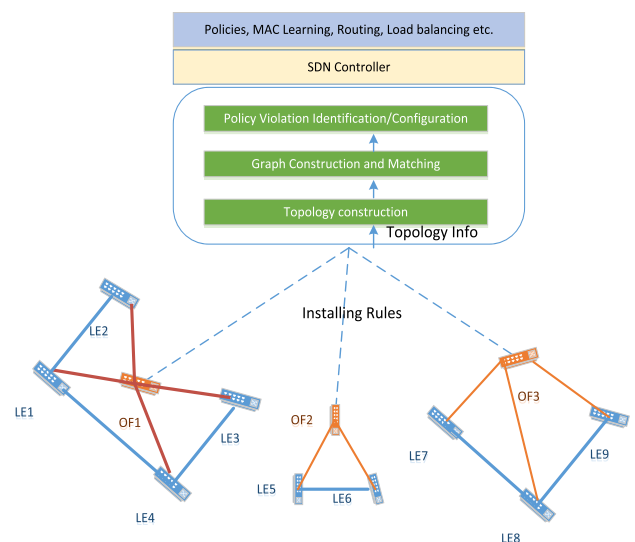 Policies, MAC Learning, Routing, Load balancing etc.
SDN Controller
Policy Violation Identification/Configuration
Graph Construction and Matching
Topology construction
Topology Info
Installing Rules
LE2
LE1
OF1
LE3
LE4
OF2
LE5
LE6
OF3
LE7
LE9
LE8